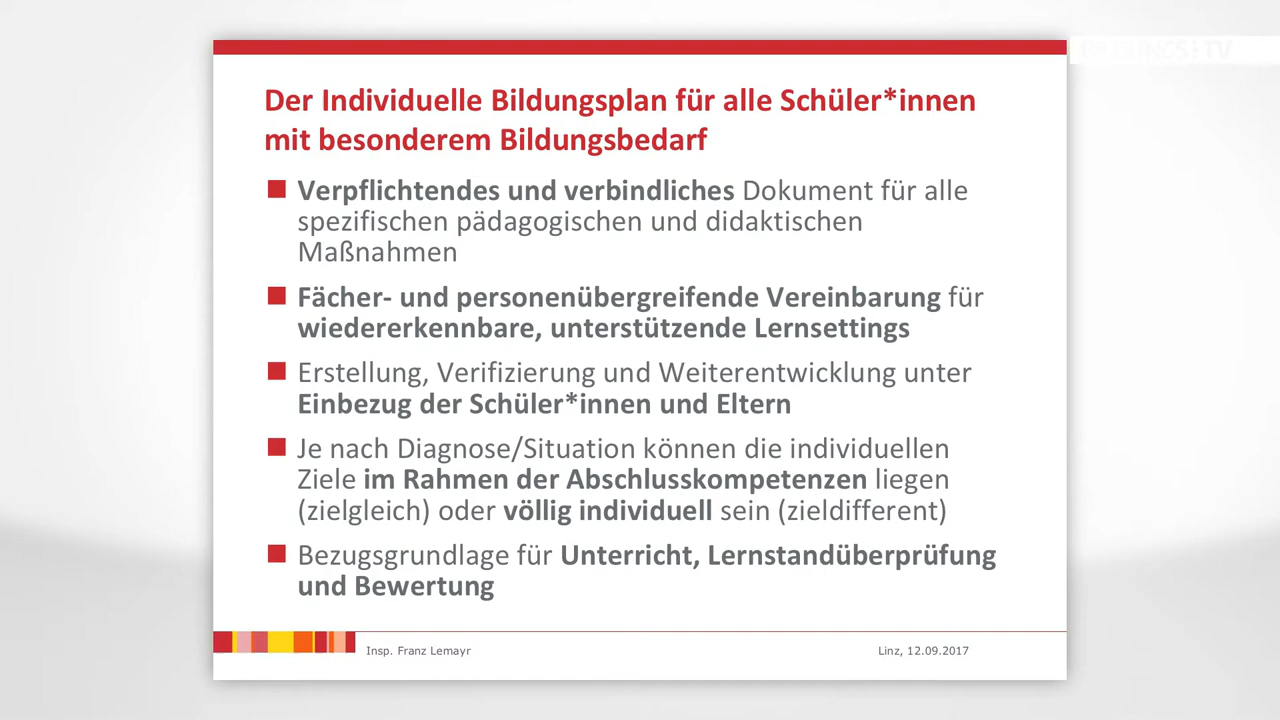 Der Individuelle Bildungsplan für alle Schüler*innen
mit besonderem Bildungsbedarf
Verpflichtendes und verbindliches Dokument für alle
spezifischen pädagogischen und didaktischen
Maßnahmen
Fächer- und personenübergreifende Vereinbarung für
wiedererkennbare, unterstützende Lernsettings
Erstellung, Verifizierung und Weiterentwicklung unter
Einbezug der Schüler*innen und Eltern
Je nach Diagnose/Situation können die individuellen
Ziele im Rahmen der Abschlusskompetenzen liegen
(zielgleich) oder völlig individuell sein (zieldifferent)
Bezugsgrundlage für Unterricht, Lernstandüberprüfung
und Bewertung
Insp. Franz Lemayr
Linz, 12.09.2017